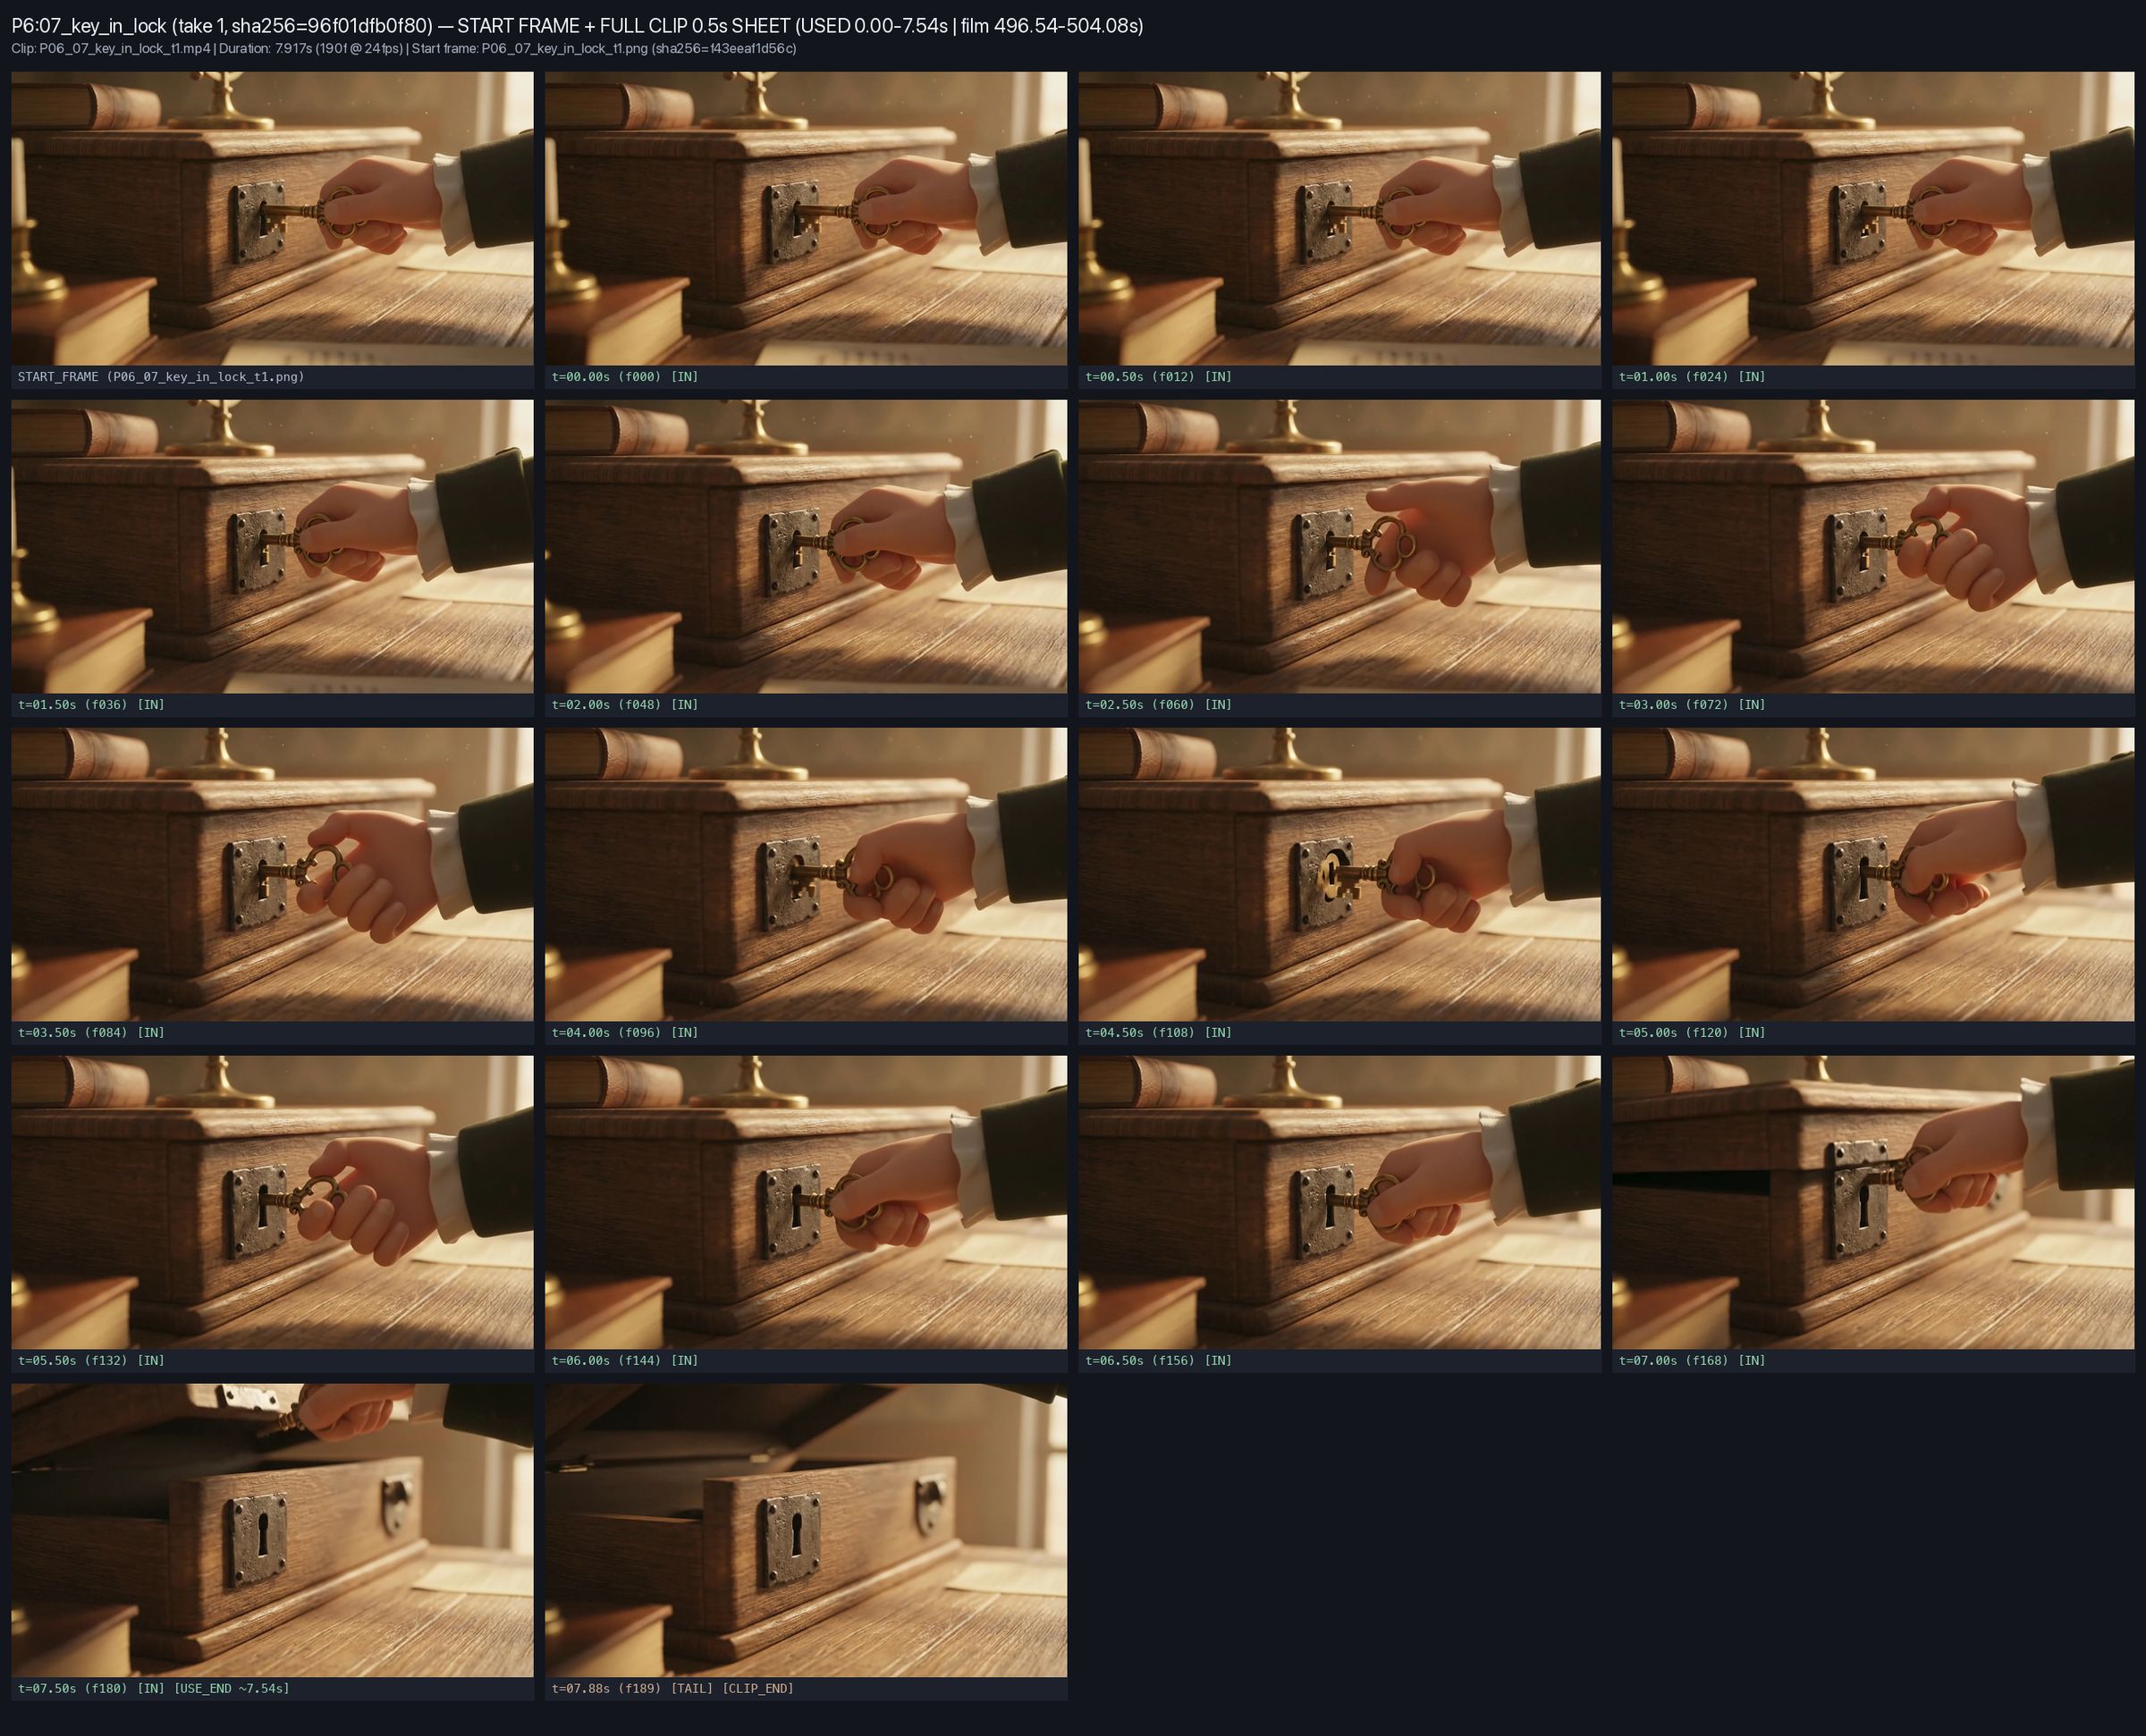 P6:07_key_in_lock (take 1, sha256=96f01dfb0f80) — START FRAME + FULL CLIP 0.5s SHEET (USED 0.00-7.54s | film 496.54-504.08s)
Clip: P06_07_key_in_lock_t1.mp4 | Duration: 7.917s (190f @ 24fps) | Start frame: P06_07_key_in_lock_t1.png (sha256=f43eeaf1d56c)
START_FRAME (P06_07_key_in_lock_t1.png)
t=00.00s (f000) [IN]
t=00.50s (f012) [IN]
t=01.00s (f024) [IN]
t=01.50s (f036) [IN]
t=02.00s (f048) [IN]
t=02.50s (f060) [IN]
t=03.00s (f072) [IN]
t=03.50s (f084) [IN]
t=04.00s (f096) [IN]
t=04.50s (f108) [IN]
t=05.00s (f120) [IN]
t=05.50s (f132) [IN]
t=06.00s (f144) [IN]
t=06.50s (f156) [IN]
t=07.00s (f168) [IN]
t=07.50s (f180) [IN] [USE_END ~7.54s]
t=07.88s (f189) [TAIL] [CLIP_END]